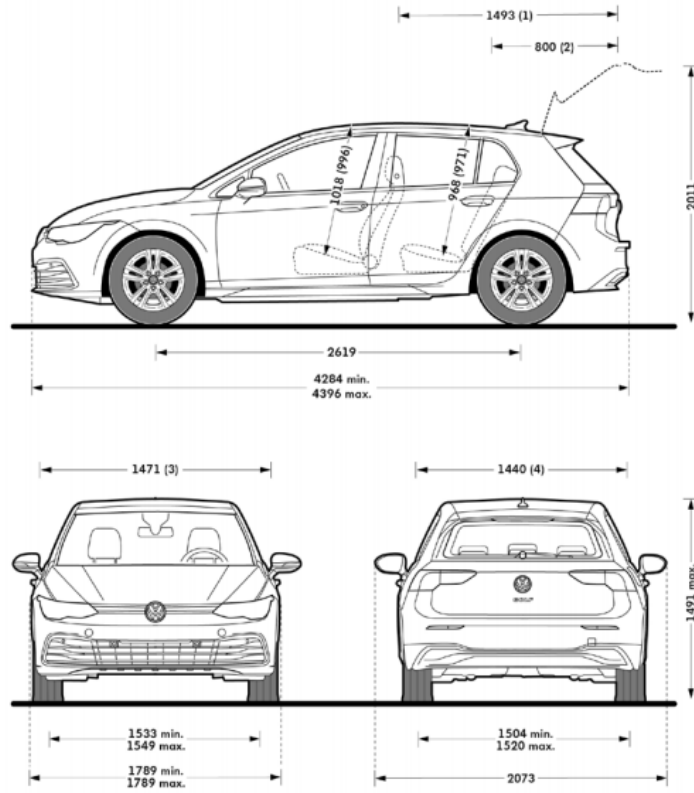 1493 (1)
800 (2)
1018 (996)
968 (971)
2011
2619
4284 min.
4396 max.
1471 (3)
1440 (4)
1491 max.
GOLF
1533 min.
1549 max.
1504 min.
1520 max.
1789 min.
1789 max.
2073